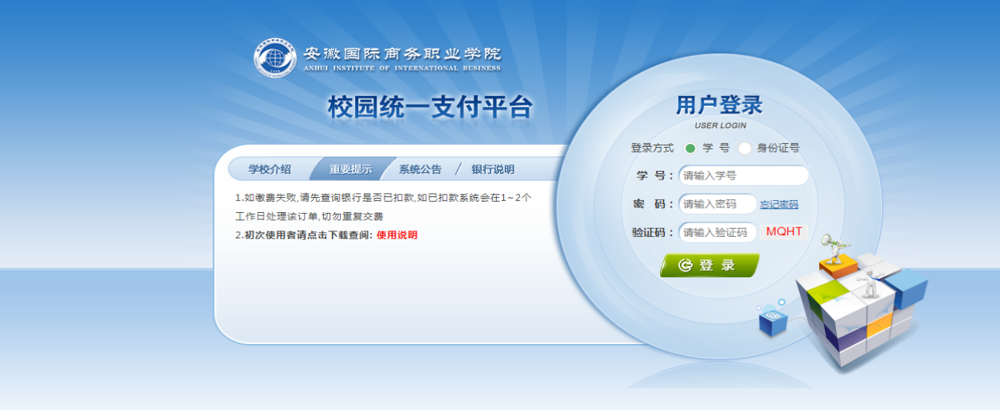 安徽国际商务职业学院
ANHUI INSTITUTE OF INTERNATIONAL BUSINESS
校园统一支付平台
学校介绍 重要提示 系统公告 / 银行说明
1.如缴费失败,请先查询银行是否已扣款,如已扣款系统会在1~2个
工作日处理该订单,切勿重复交费
2.初次使用者请点击下载查阅: 使用说明
用户登录
USER LOGIN
登录方式 学 号 身份证号
学 号: 请输入学号
密 码: 请输入密码 忘记密码
验证码: 请输入验证码 MQHT
登 录
@